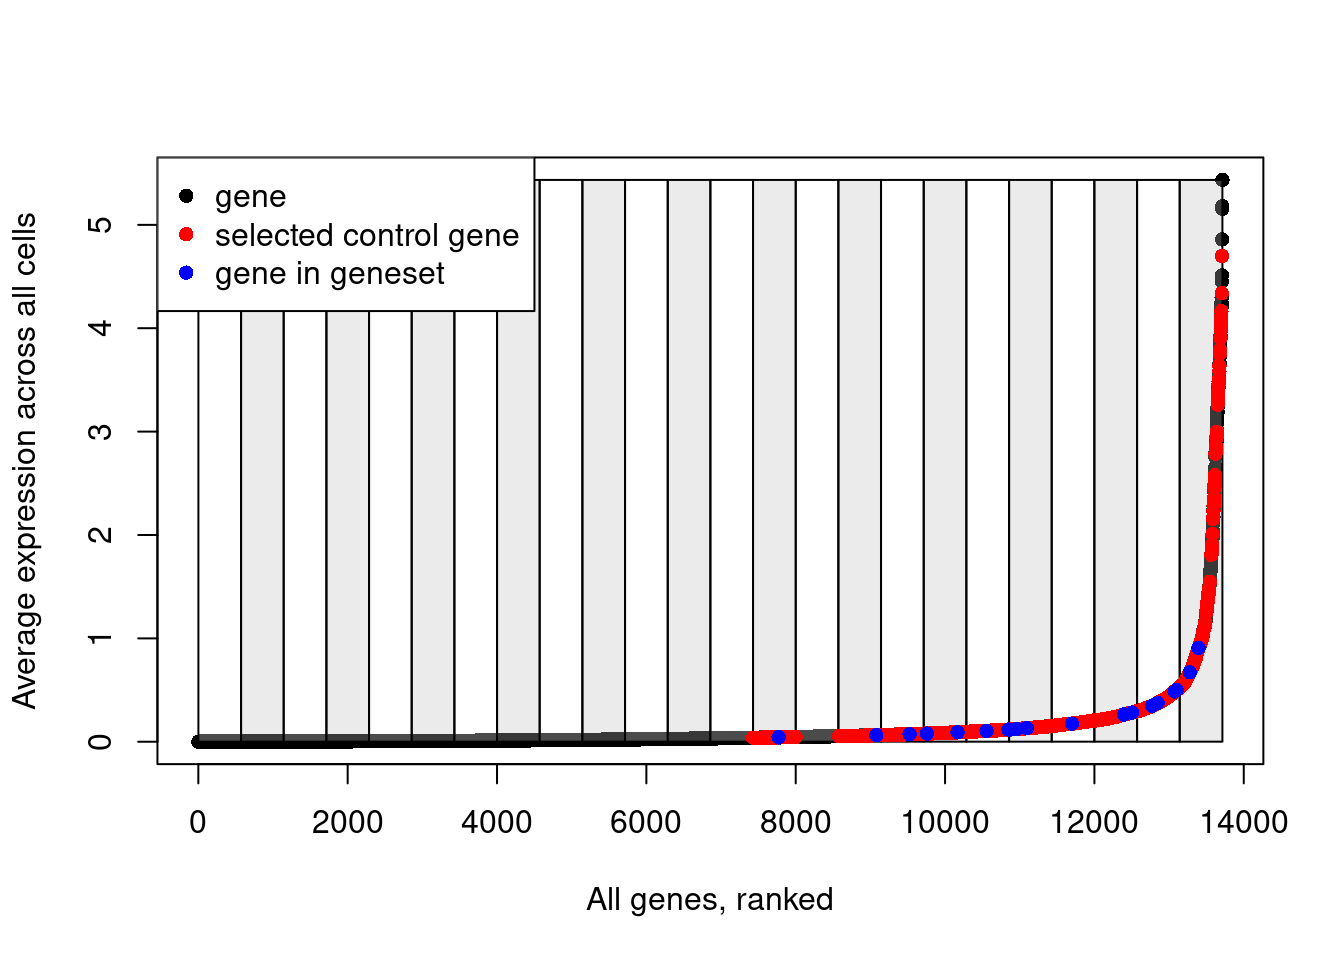 gene
selected control gene
gene in geneset
Average expression across all cells
5
4
3
2
1
0
0 2000 4000 6000 8000 10000 12000 14000
All genes, ranked